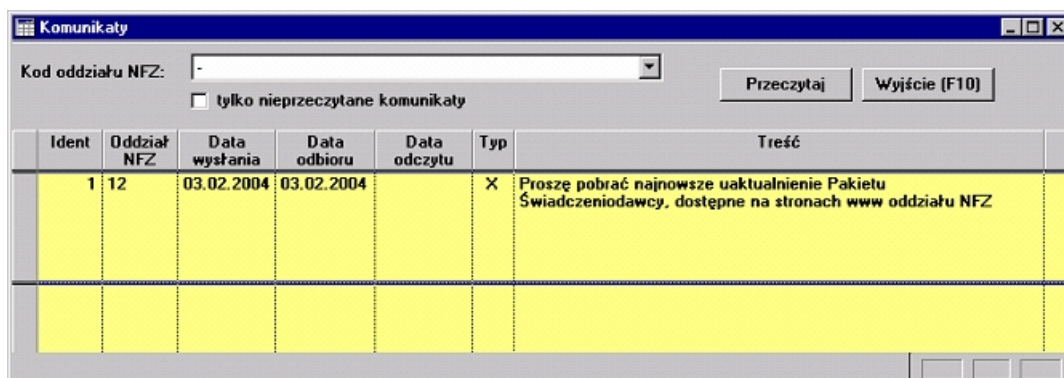 Komunikaty
Kod oddziału NFZ:
-
Przeczytaj
Wyjście (F10)
tylko nieprzeczytane komunikaty
Ident Oddział NFZ Data wysłania Data odbioru Data odczytu Typ Treść
1 12 03.02.2004 03.02.2004 X Proszę pobrać najnowsze uaktualnienie Pakietu
Świadczeniodawcy, dostępne na stronach www oddziału NFZ